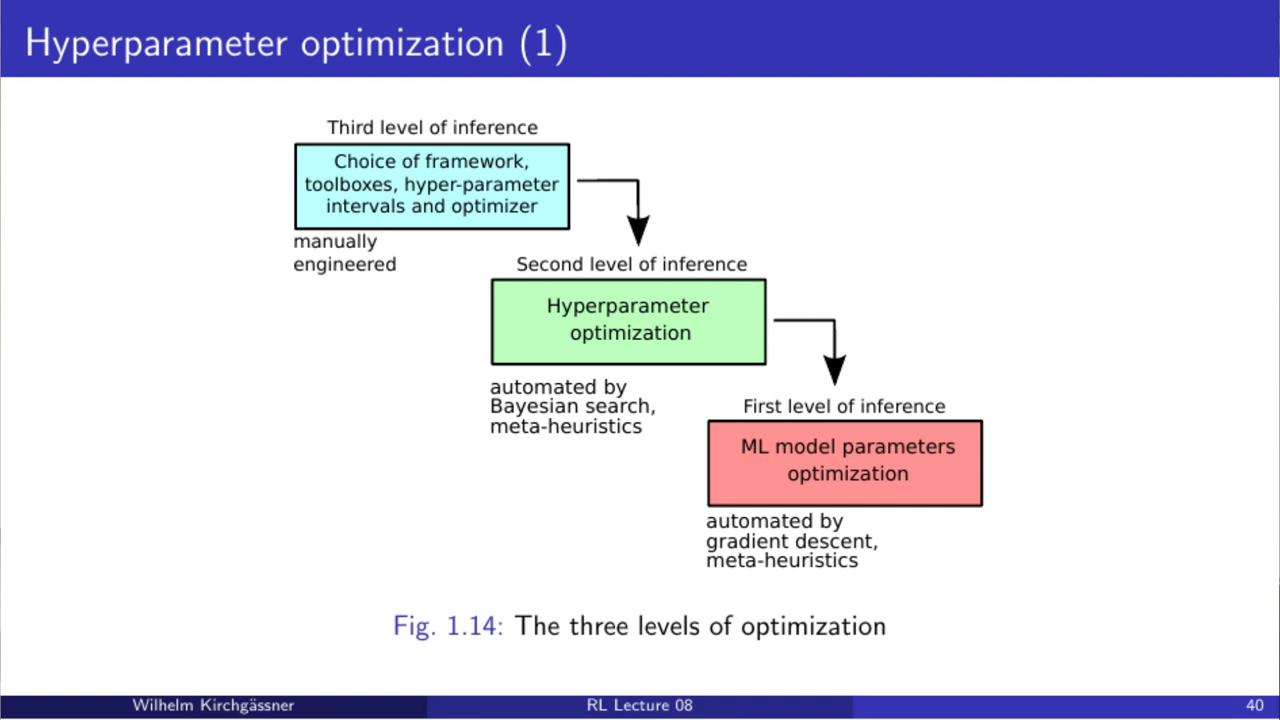 Hyperparameter optimization (1)
Third level of inference
Choice of framework,
toolboxes, hyper-parameter
intervals and optimizer
manually
engineered
Second level of inference
Hyperparameter
optimization
automated by
Bayesian search,
meta-heuristics
First level of inference
ML model parameters
optimization
automated by
gradient descent,
meta-heuristics
Fig. 1.14: The three levels of optimization
Wilhelm Kirchgässner RL Lecture 08 40